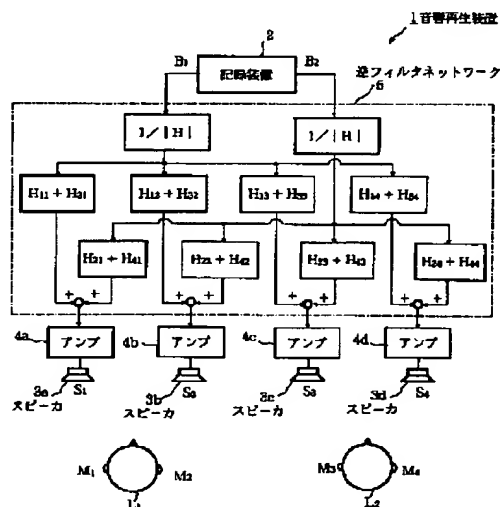 1 音響再生装置
2
B₁
記録装置
B₂
逆フィルタネットワーク
1／|H|
1／|H|
H₁₁＋H₃₁
H₁₂＋H₃₂
H₁₃＋H₃₃
H₁₄＋H₃₄
H₂₁＋H₄₁
H₂₂＋H₄₂
H₂₃＋H₄₃
H₂₄＋H₄₄
＋ ＋
＋ ＋
＋ ＋
＋ ＋
4a
アンプ
4b
アンプ
4c
アンプ
4d
アンプ
3a
S₁
3b
S₂
3c
S₃
3d
S₄
スピーカ
スピーカ
スピーカ
スピーカ
M₁
M₂
M₃
M₄
L₁
L₂